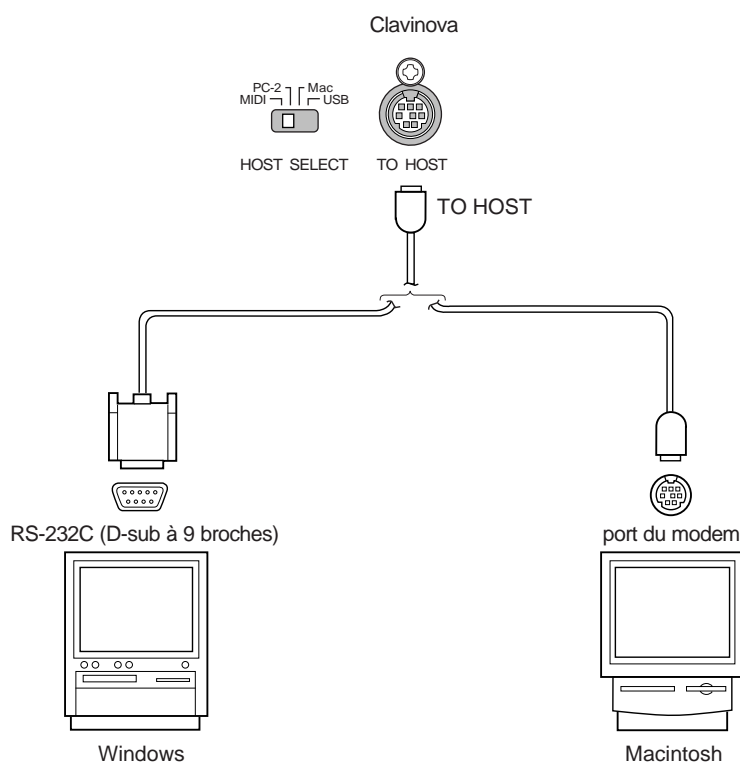 Clavinova
PC-2 Mac
MIDI USB
HOST SELECT TO HOST
TO HOST
RS-232C (D-sub à 9 broches)
port du modem
Windows
Macintosh